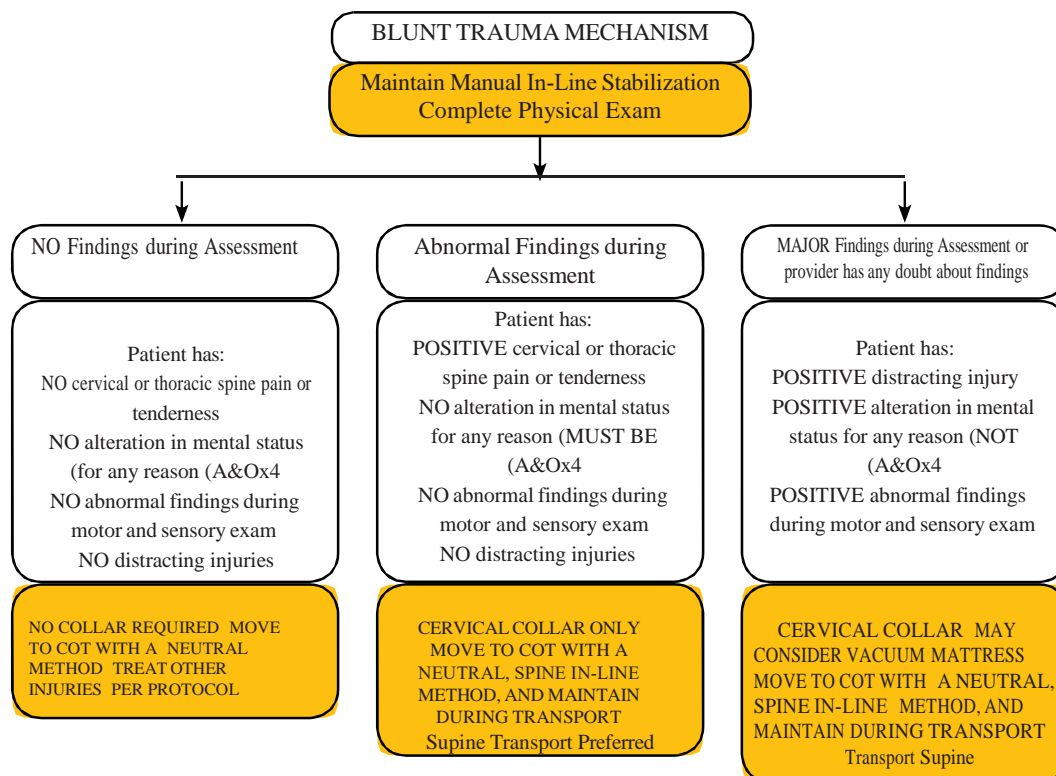 BLUNT TRAUMA MECHANISM
Maintain Manual In-Line Stabilization
Complete Physical Exam
NO Findings during Assessment
Patient has:
NO cervical or thoracic spine pain or
tenderness
NO alteration in mental status
(for any reason (A&Ox4
NO abnormal findings during
motor and sensory exam
NO distracting injuries
NO COLLAR REQUIRED MOVE
TO COT WITH A NEUTRAL
METHOD TREAT OTHER
INJURIES PER PROTOCOL
Abnormal Findings during
Assessment
Patient has:
POSITIVE cervical or thoracic
spine pain or tenderness
NO alteration in mental status
for any reason (MUST BE
(A&Ox4
NO abnormal findings during
motor and sensory exam
NO distracting injuries
CERVICAL COLLAR ONLY
MOVE TO COT WITH A
NEUTRAL, SPINE IN-LINE
METHOD, AND MAINTAIN
DURING TRANSPORT
Supine Transport Preferred
MAJOR Findings during Assessment or
provider has any doubt about findings
Patient has:
POSITIVE distracting injury
POSITIVE alteration in mental
status for any reason (NOT
(A&Ox4
POSITIVE abnormal findings
during motor and sensory exam
CERVICAL COLLAR MAY
CONSIDER VACUUM MATTRESS
MOVE TO COT WITH A NEUTRAL,
SPINE IN-LINE METHOD, AND
MAINTAIN DURING TRANSPORT
Transport Supine